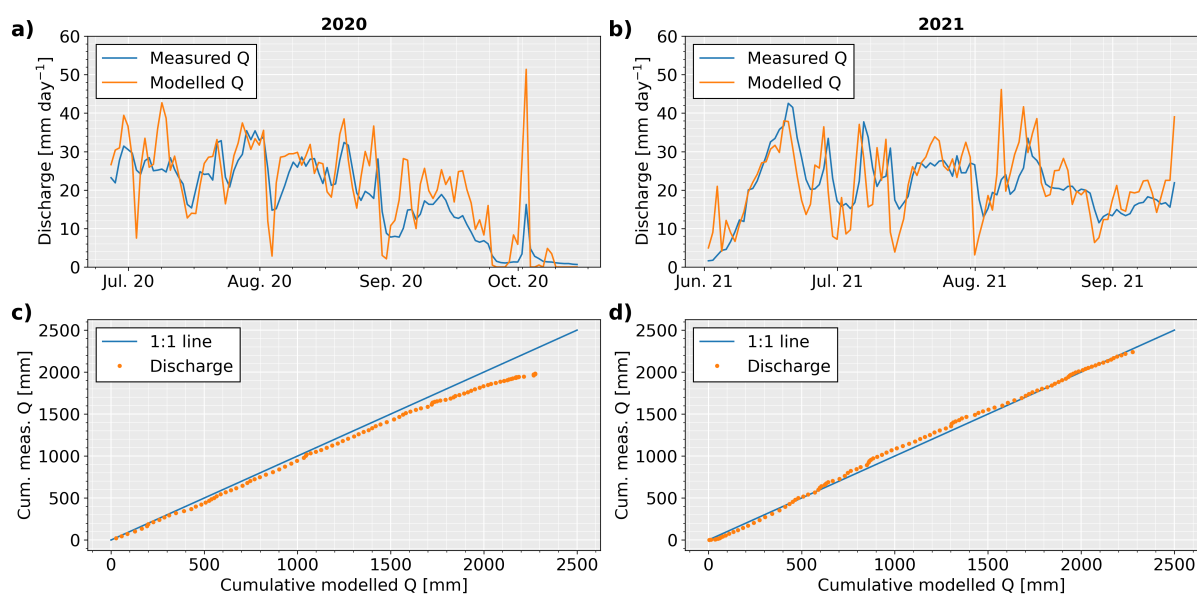 a)
2020
Discharge [mm day⁻¹]
60
50
40
30
20
10
0
Measured Q
Modelled Q
Jul. 20
Aug. 20
Sep. 20
Oct. 20
b)
2021
Discharge [mm day⁻¹]
60
50
40
30
20
10
0
Measured Q
Modelled Q
Jun. 21
Jul. 21
Aug. 21
Sep. 21
c)
Cum. meas. Q (mm]
2500
2000
1500
1000
500
0
1:1 line
Discharge
0 500 1000 1500 2000 2500
Cumulative modelled Q [mm]
d)
Cum. meas. Q (mm]
2500
2000
1500
1000
500
0
1:1 line
Discharge
0 500 1000 1500 2000 2500
Cumulative modelled Q [mm]